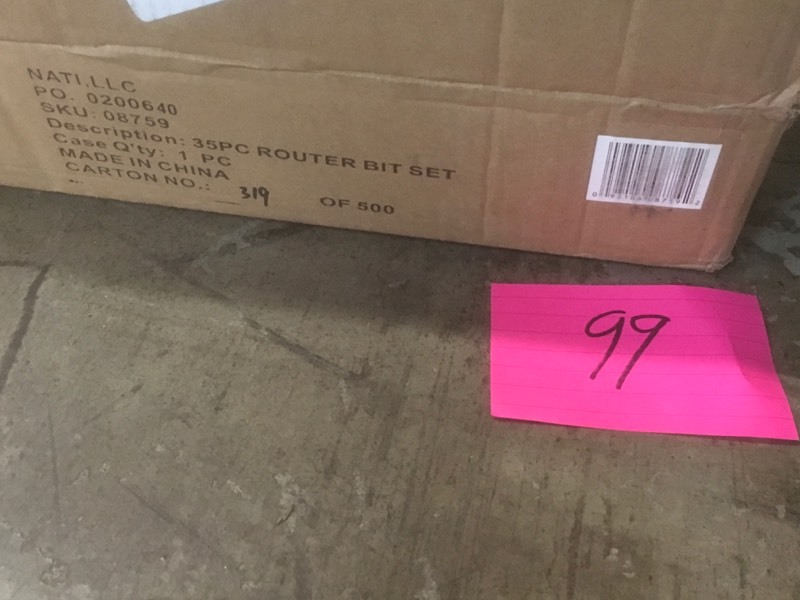 NATI,LLC
PO. 0200640
SKU: 08759
Description: 35PC ROUTER BIT SET
Case Q'ty: 1 PC
MADE IN CHINA
CARTON NO.: 319 OF 500
99